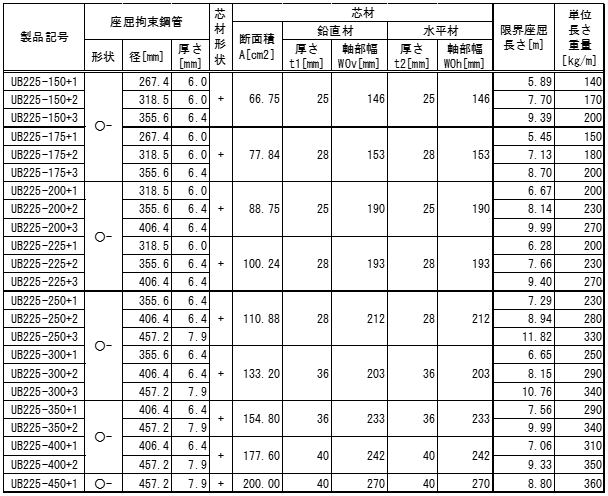 製品記号 座屈拘束鋼管 芯材形状 芯材 限界座屈長さ[m] 単位長さ重量[kg/m]
形状 径[mm] 厚さ[mm] 断面積A[cm2] 鉛直材 水平材
厚さt1[mm] 軸部幅WOv[mm] 厚さt2[mm] 軸部幅WOh[mm]
UB225-150+1 267.4 6.0 5.89 140
UB225-150+2 318.5 6.0 + 66.75 25 146 25 146 7.70 170
UB225-150+3 ○- 355.6 6.4 9.39 200
UB225-175+1 267.4 6.0 5.45 150
UB225-175+2 318.5 6.0 + 77.84 28 153 28 153 7.13 180
UB225-175+3 355.6 6.4 8.70 200
UB225-200+1 318.5 6.0 6.67 200
UB225-200+2 355.6 6.4 + 88.75 25 190 25 190 8.14 230
UB225-200+3 ○- 406.4 6.4 9.99 270
UB225-225+1 318.5 6.0 6.28 200
UB225-225+2 355.6 6.4 + 100.24 28 193 28 193 7.66 230
UB225-225+3 406.4 6.4 9.40 270
UB225-250+1 355.6 6.4 7.29 230
UB225-250+2 406.4 6.4 + 110.88 28 212 28 212 8.94 280
UB225-250+3 ○- 457.2 7.9 11.82 330
UB225-300+1 355.6 6.4 6.65 250
UB225-300+2 406.4 6.4 + 133.20 36 203 36 203 8.15 290
UB225-300+3 457.2 7.9 10.76 340
UB225-350+1 406.4 6.4 + 154.80 36 233 36 233 7.56 290
UB225-350+2 ○- 457.2 7.9 9.99 340
UB225-400+1 406.4 6.4 + 177.60 40 242 40 242 7.06 310
UB225-400+2 457.2 7.9 9.33 350
UB225-450+1 ○- 457.2 7.9 + 200.00 40 270 40 270 8.80 360